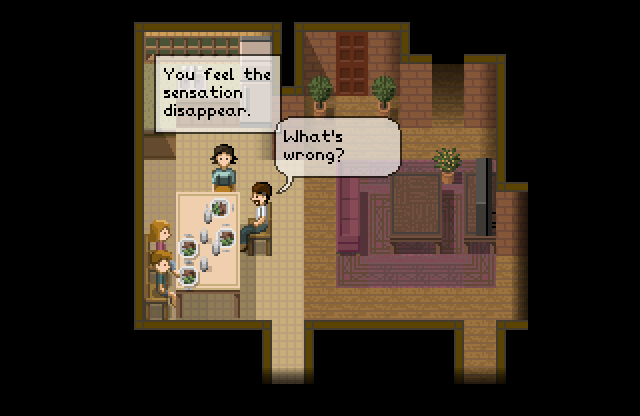 You feel the
sensation
disappear.
What's
wrong?